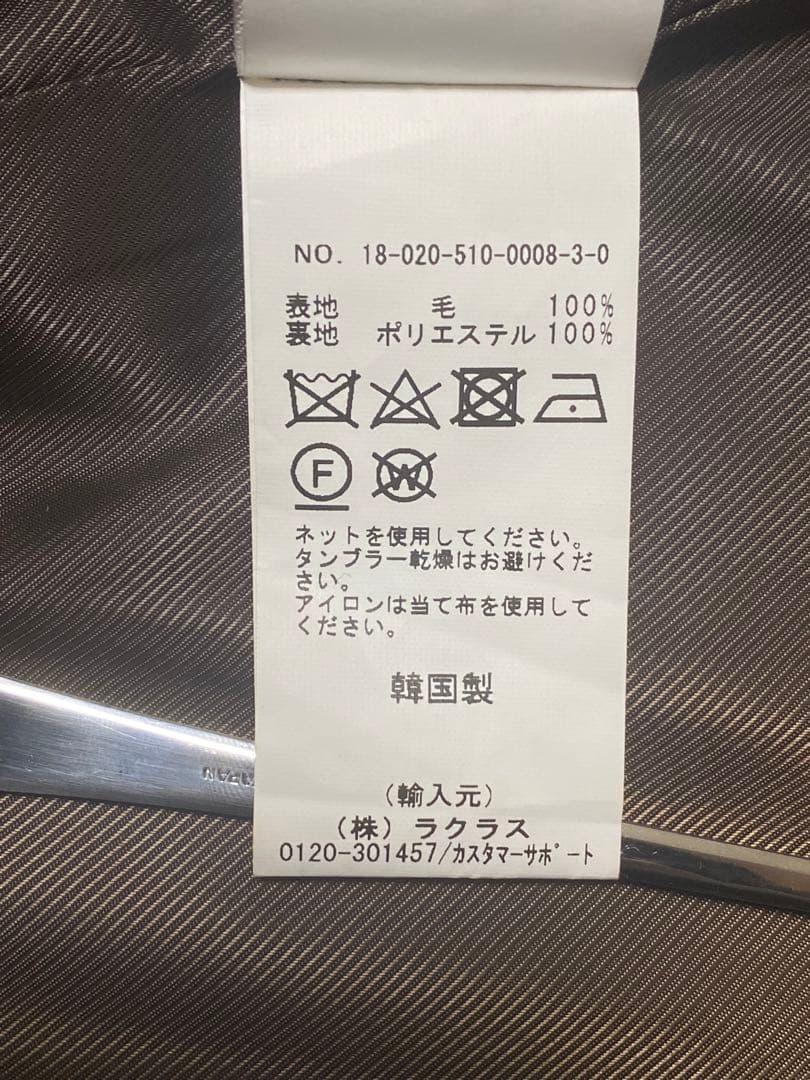 NO. 18-020-510-0008-3-0
表地 毛 100%
裏地 ポリエステル 100%
F
W
ネットを使用してください。
タンブラー乾燥はお避けくだ
さい。
アイロンは当て布を使用して
ください。
韓国製
(輸入元)
(株) ラクラス
0120-301457/カスタマーサポート